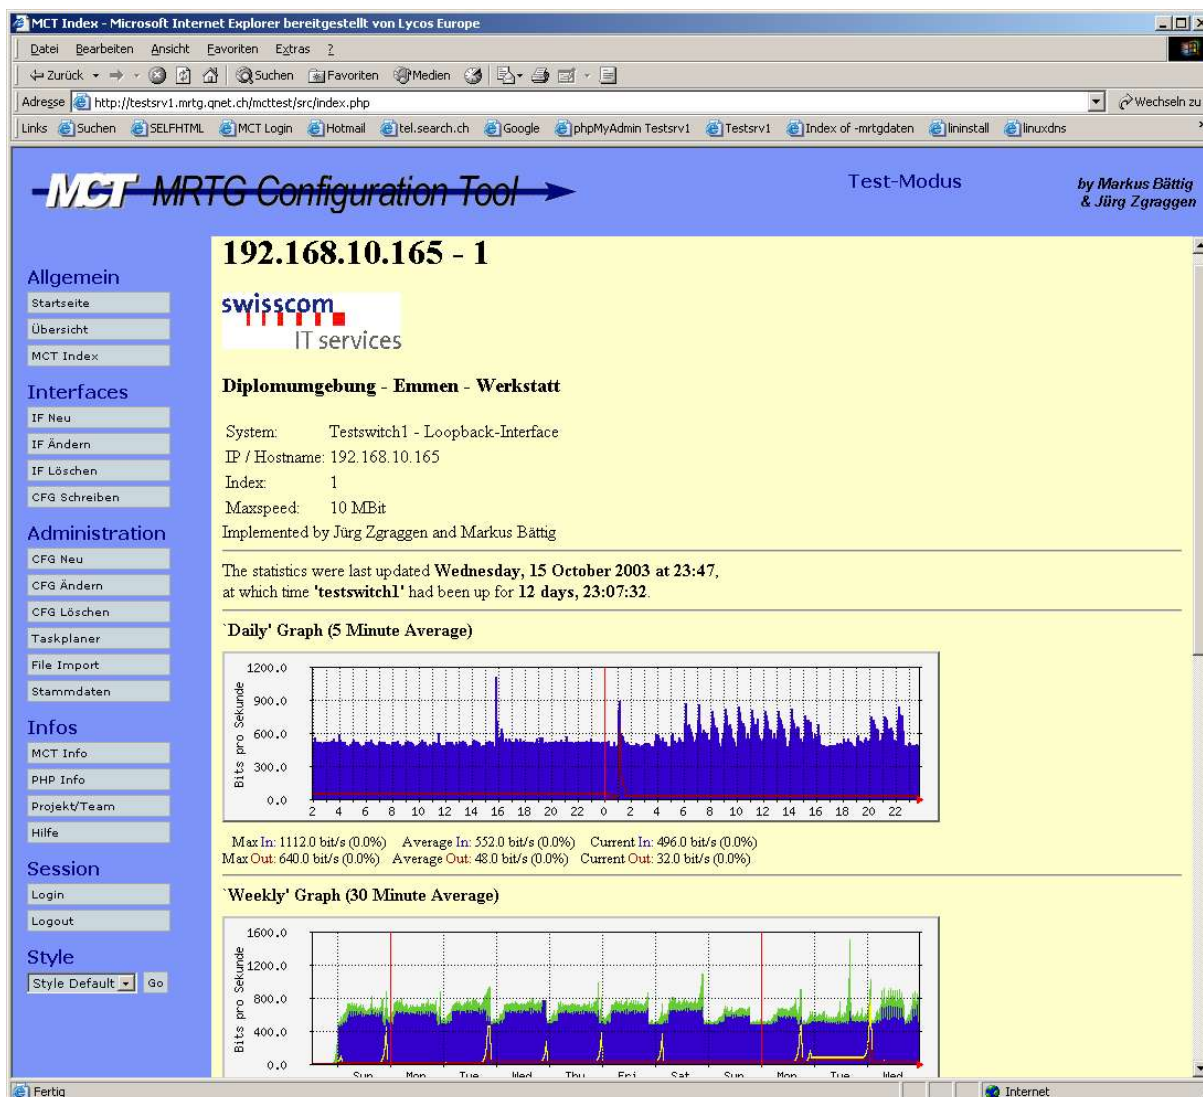 MCT Index - Microsoft Internet Explorer bereitgestellt von Lycos Europe
Datei Bearbeiten Ansicht Favoriten Extras ?
Zurück Suchen Favoriten Medien
Adresse http://testsrv1.mrtg.qnet.ch/mcttest/src/index.php Wechseln zu
Links Suchen SELFHTML MCT Login Hotmail tel.search.ch Google phpMyAdmin Testsrv1 Testsrv1 Index of -mrtgdaten lininstall linuxdns
MCT MRTG Configuration Tool
Test-Modus
by Markus Bättig
& Jürg Zgraggen
Allgemein
Startseite
Übersicht
MCT Index
Interfaces
IF Neu
IF Ändern
IF Löschen
CFG Schreiben
Administration
CFG Neu
CFG Ändern
CFG Löschen
Taskplaner
File Import
Stammdaten
Infos
MCT Info
PHP Info
Projekt/Team
Hilfe
Session
Login
Logout
Style
Style Default Go
192.168.10.165 - 1
swisscom
IT services
Diplomumgebung - Emmen - Werkstatt
System: Testswitch1 - Loopback-Interface
IP / Hostname: 192.168.10.165
Index: 1
Maxspeed: 10 MBit
Implemented by Jürg Zgraggen and Markus Bättig
The statistics were last updated Wednesday, 15 October 2003 at 23:47,
at which time 'testswitch1' had been up for 12 days, 23:07:32.
`Daily' Graph (5 Minute Average)
Bits pro Sekunde
1200.0
900.0
600.0
300.0
0.0
2 4 6 8 10 12 14 16 18 20 22 0 2 4 6 8 10 12 14 16 18 20 22
Max In: 1112.0 bit/s (0.0%) Average In: 552.0 bit/s (0.0%) Current In: 496.0 bit/s (0.0%)
Max Out: 640.0 bit/s (0.0%) Average Out: 48.0 bit/s (0.0%) Current Out: 32.0 bit/s (0.0%)
`Weekly' Graph (30 Minute Average)
Bits pro Sekunde
1600.0
1200.0
800.0
400.0
0.0
Sun Mon Tue Wed Thu Fri Sat Sun Mon Tue Wed
Fertig Internet